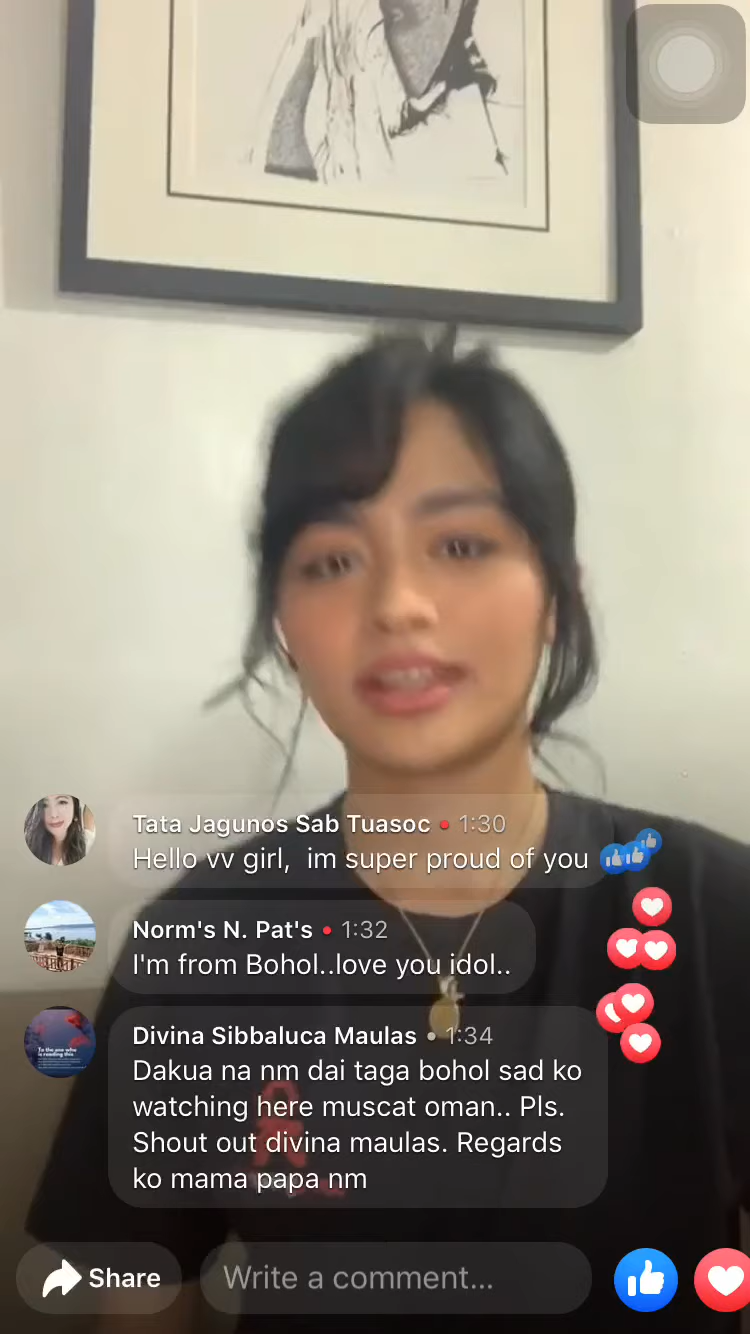 Tata Jagunos Sab Tuasoc • 1:30
Hello vv girl,  im super proud of you
Norm's N. Pat's • 1:32
I'm from Bohol..love you idol..
Divina Sibbaluca Maulas • 1:34
Dakua na nm dai taga bohol sad ko
watching here muscat oman.. Pls.
Shout out divina maulas. Regards
ko mama papa nm
Share
Write a comment...